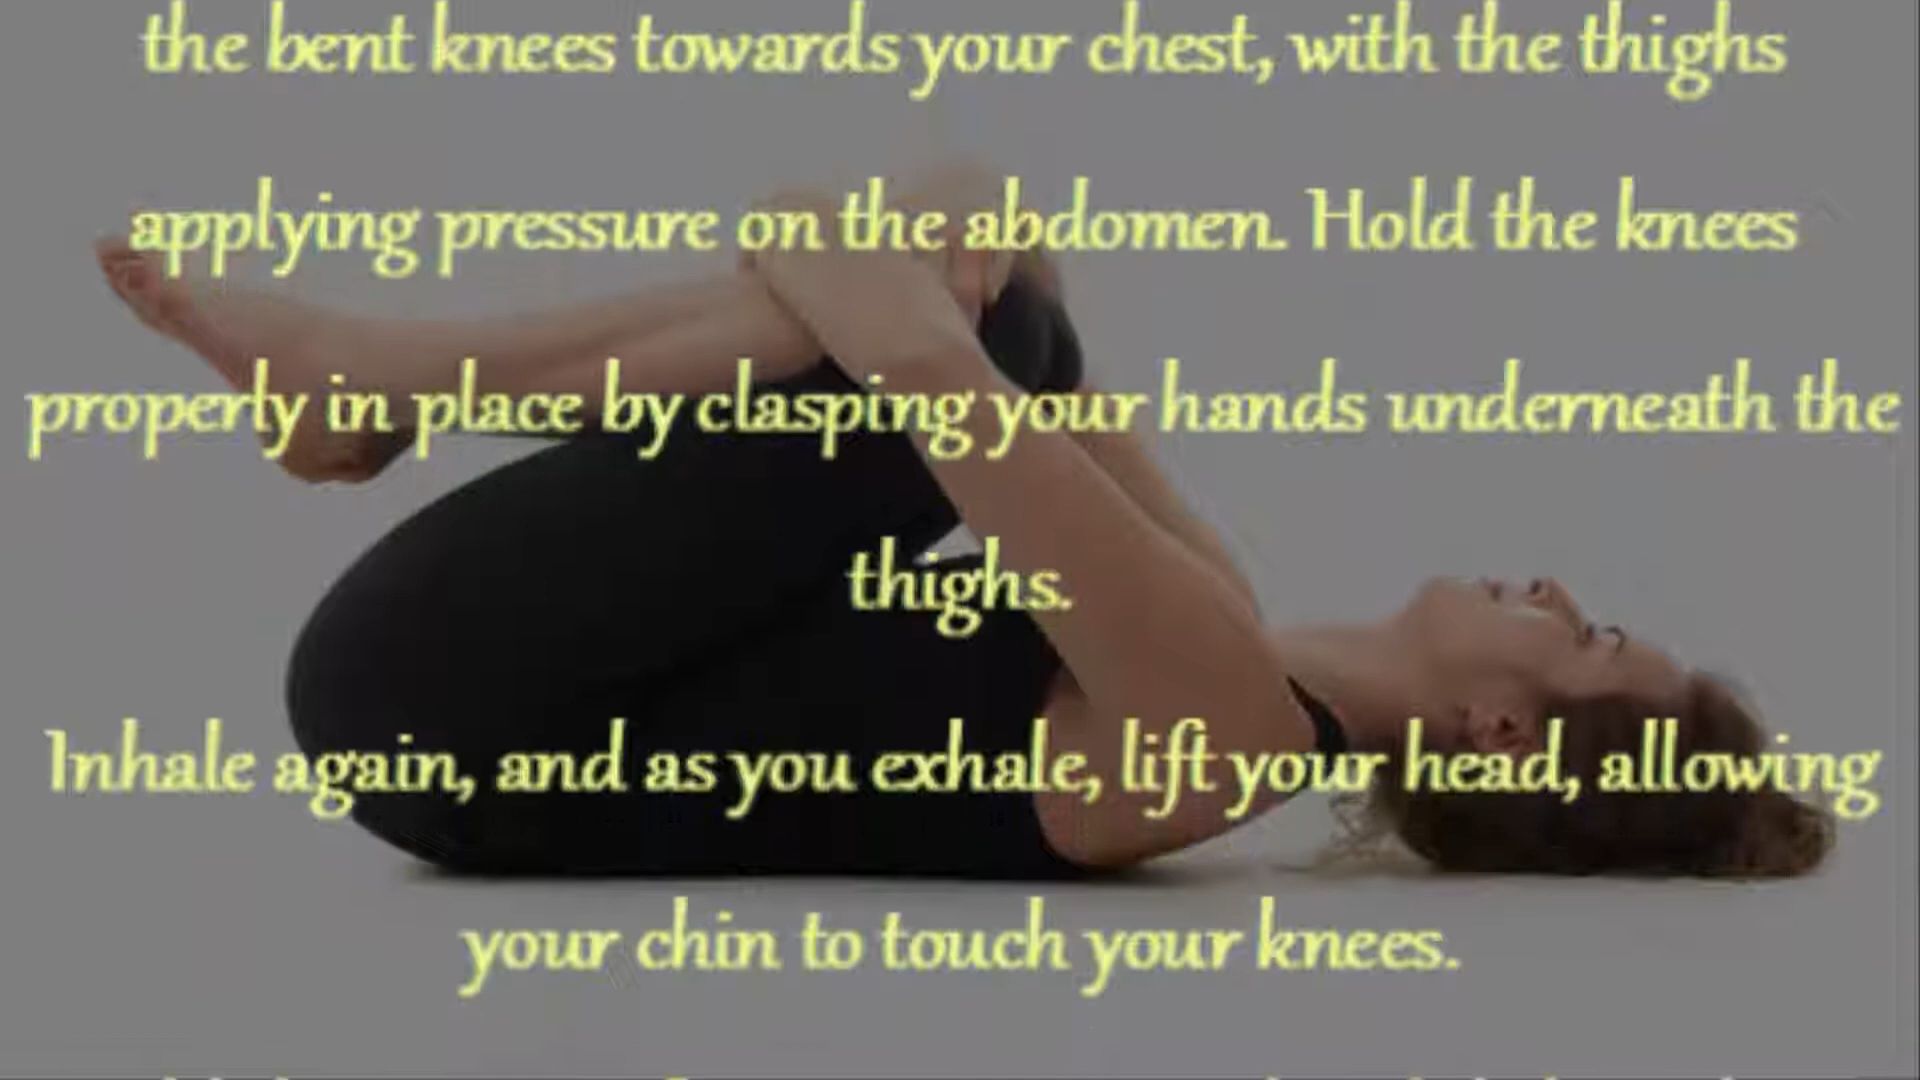 the bent knees towards your chest, with the thighs
applying pressure on the abdomen. Hold the knees
properly in place by clasping your hands underneath the
thighs.
Inhale again, and as you exhale, lift your head, allowing
your chin to touch your knees.